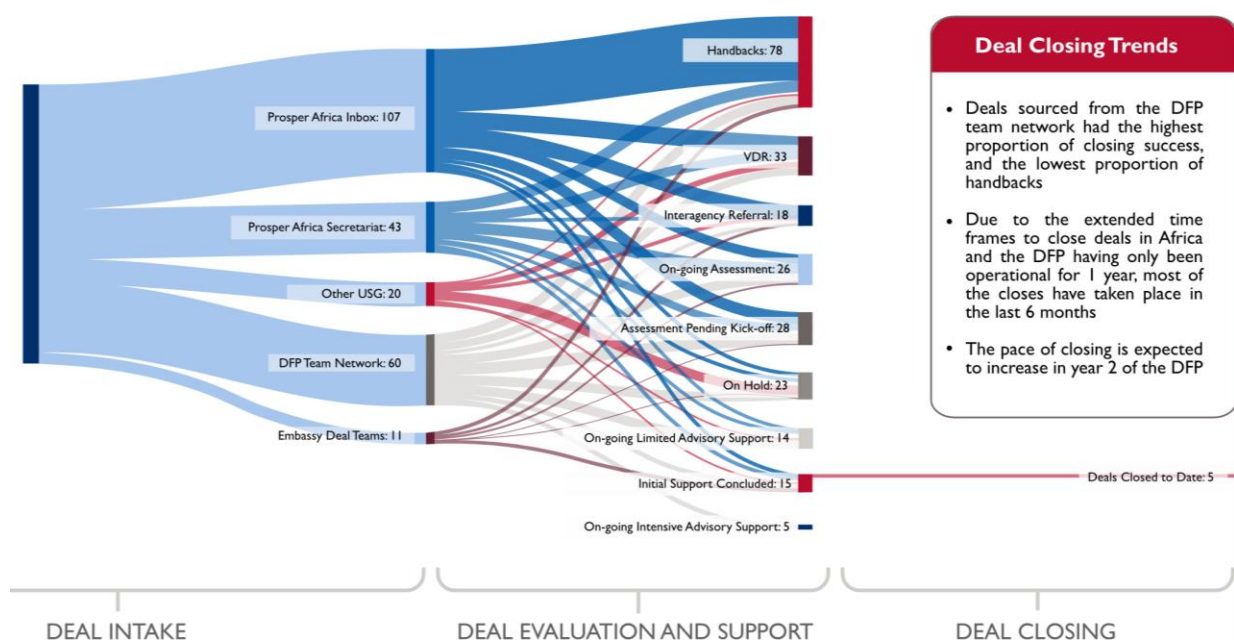 Prosper Africa Inbox: 107
Prosper Africa Secretariat: 43
Other USG: 20
DFP Team Network: 60
Embassy Deal Teams: 11
Handbacks: 78
VDR: 33
Interagency Referral: 18
On-going Assessment: 26
Assessment Pending Kick-off: 28
On Hold: 23
On-going Limited Advisory Support: 14
Initial Support Concluded: 15
On-going Intensive Advisory Support: 5
Deal Closing Trends
• Deals sourced from the DFP
team network had the highest
proportion of closing success,
and the lowest proportion of
handbacks
• Due to the extended time
frames to close deals in Africa
and the DFP having only been
operational for 1 year, most of
the closes have taken place in
the last 6 months
• The pace of closing is expected
to increase in year 2 of the DFP
Deals Closed to Date: 5
DEAL INTAKE
DEAL EVALUATION AND SUPPORT
DEAL CLOSING